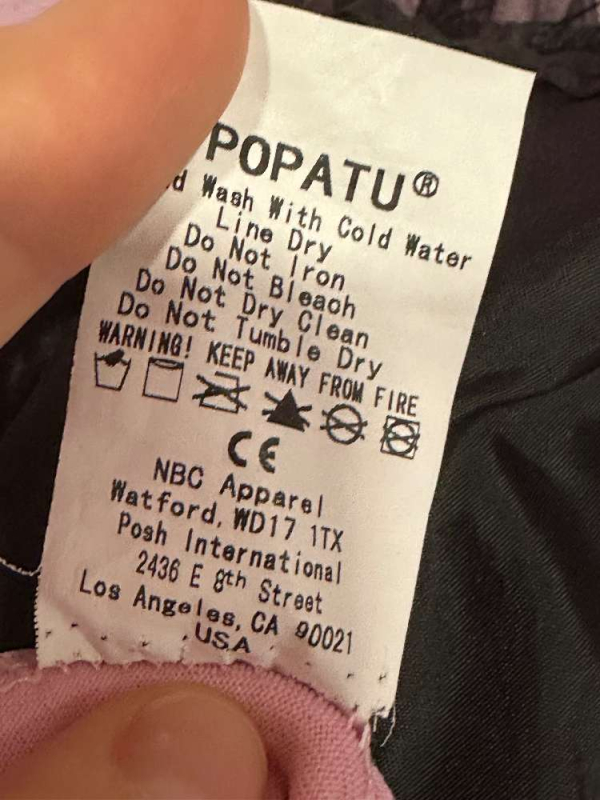 POPATU®
d Wash With Cold Water
Line Dry
Do Not Iron
Do Not Bleach
Do Not Dry Clean
Do Not Tumble Dry
WARNING! KEEP AWAY FROM FIRE
CE
NBC Apparel
Watford, WD17 1TX
Posh International
2436 E 8th Street
Los Angeles, CA 90021
USA